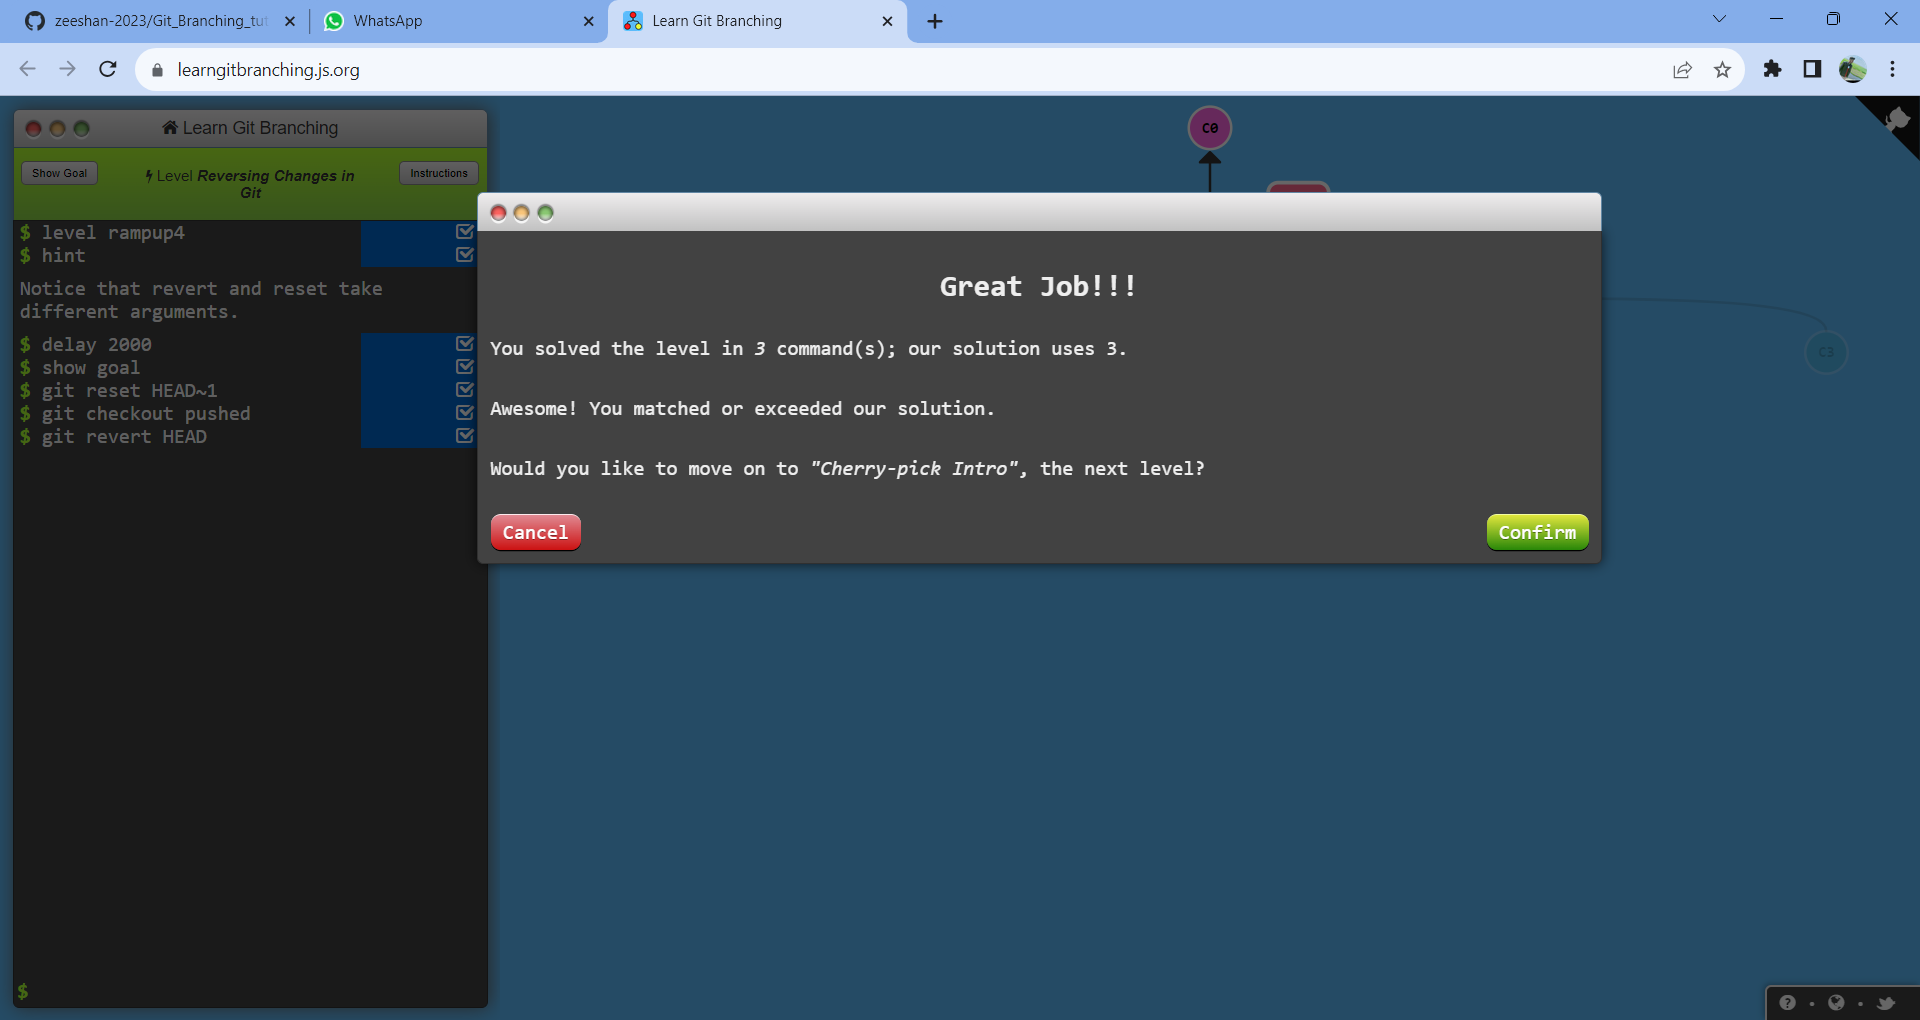 zeeshan-2023/Git_Branching_tut
WhatsApp
Learn Git Branching
learngitbranching.js.org
Learn Git Branching
Show Goal
Level Reversing Changes in
Git
Instructions
$ level rampup4
$ hint
Notice that revert and reset take
different arguments.
$ delay 2000
$ show goal
$ git reset HEAD~1
$ git checkout pushed
$ git revert HEAD
$
C0
C3
Great Job!!!
You solved the level in 3 command(s); our solution uses 3.
Awesome! You matched or exceeded our solution.
Would you like to move on to "Cherry-pick Intro", the next level?
Cancel
Confirm